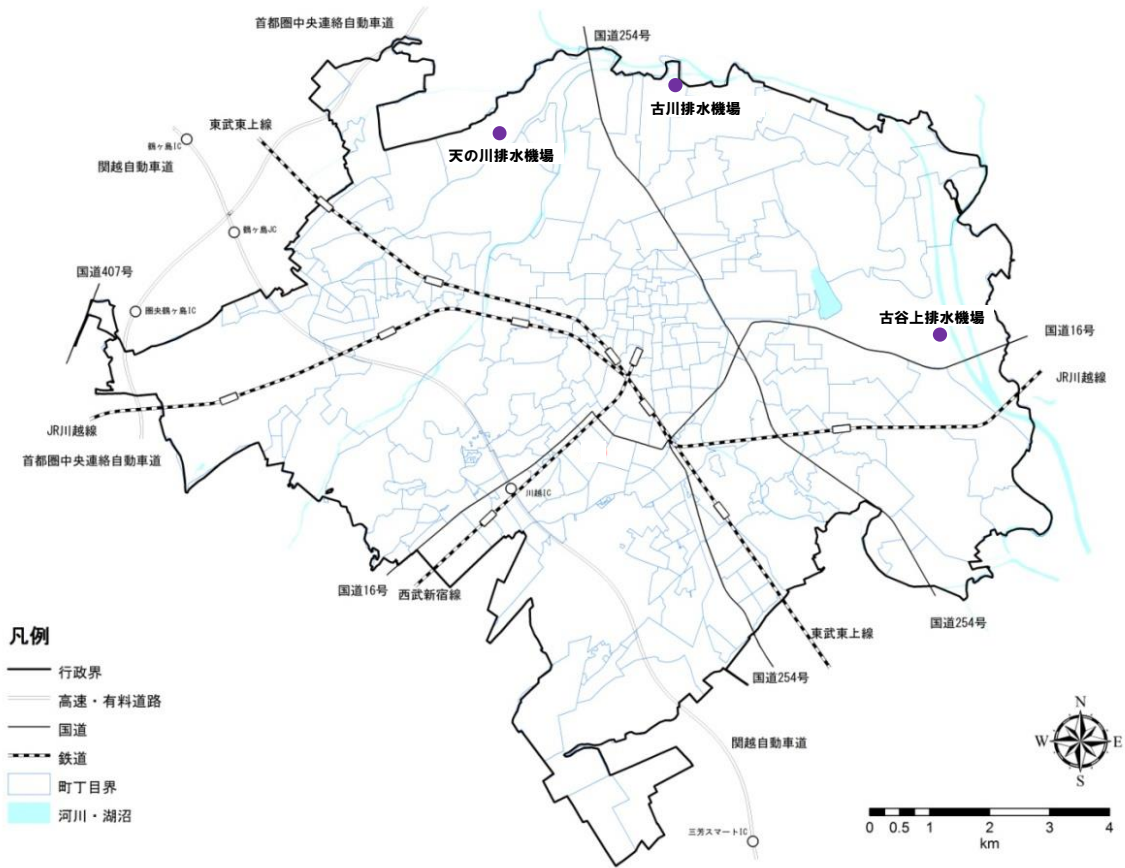 首都圏中央連絡自動車道
国道254号
古川排水機場
東武東上線
鶴ヶ島IC
関越自動車道
天の川排水機場
鶴ヶ島JC
国道407号
圏央鶴ヶ島IC
古谷上排水機場
国道16号
JR川越線
JR川越線
首都圏中央連絡自動車道
川越IC
国道16号
西武新宿線
国道254号
東武東上線
国道254号
関越自動車道
三芳スマートIC
凡例
行政界
高速・有料道路
国道
鉄道
町丁目界
河川・湖沼
N
W
E
S
0 0.5 1 2 3 4
km